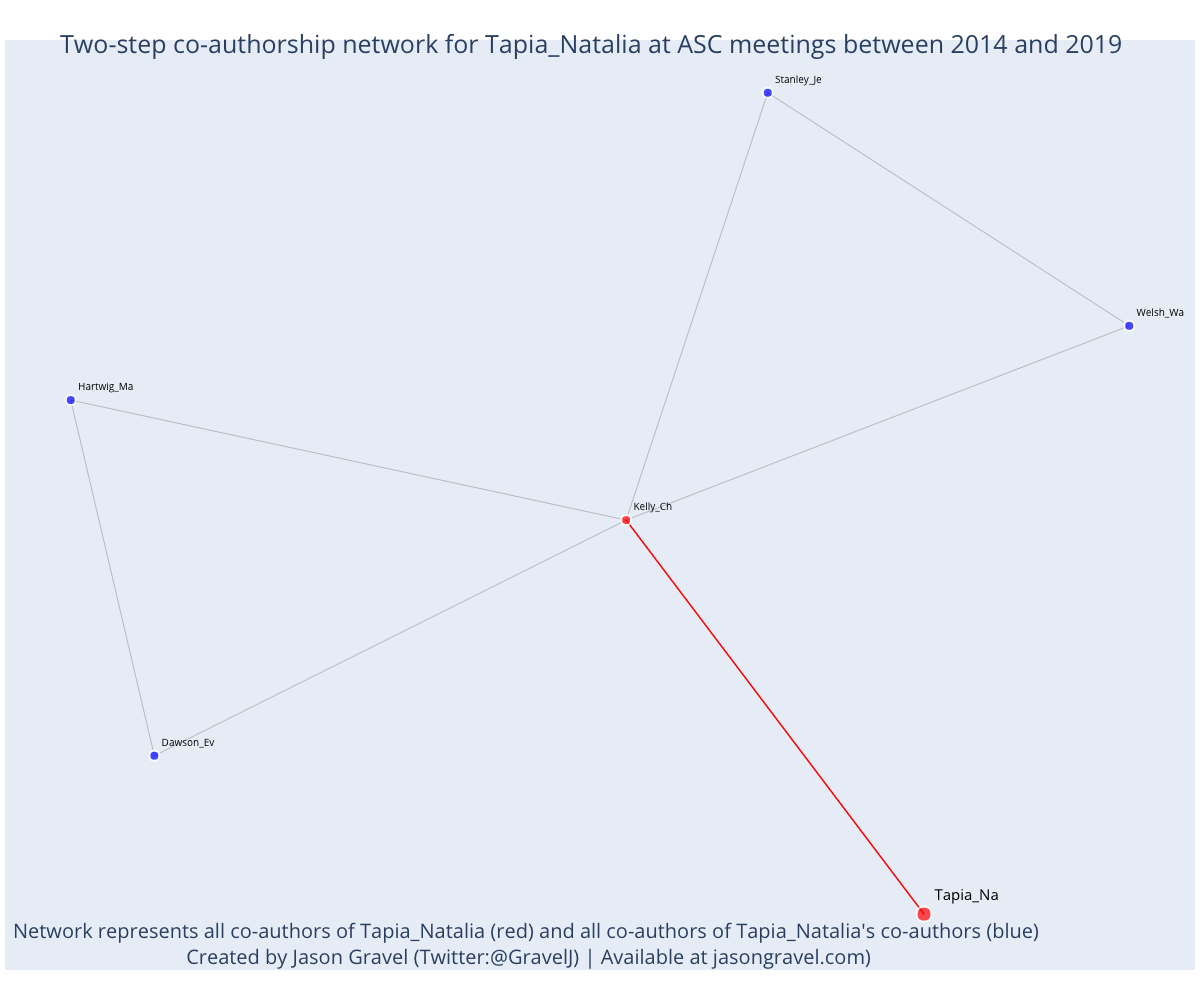 Two-step co-authorship network for Tapia_Natalia at ASC meetings between 2014 and 2019
Stanley_Je
Welsh_Wa
Hartwig_Ma
Kelly_Ch
Dawson_Ev
Tapia_Na
Network represents all co-authors of Tapia_Natalia (red) and all co-authors of Tapia_Natalia's co-authors (blue)
Created by Jason Gravel (Twitter:@GravelJ) | Available at jasongravel.com)